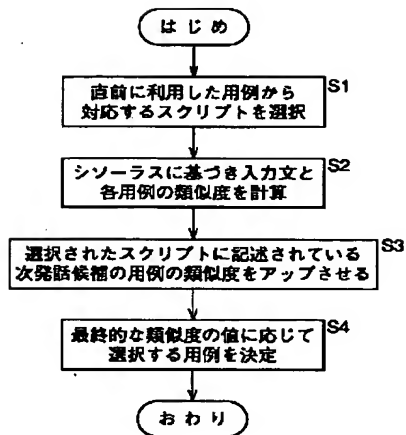 はじめ
S1
直前に利用した用例から
対応するスクリプトを選択
S2
シソーラスに基づき入力文と
各用例の類似度を計算
S3
選択されたスクリプトに記述されている
次発話候補の用例の類似度をアップさせる
S4
最終的な類似度の値に応じて
選択する用例を決定
おわり